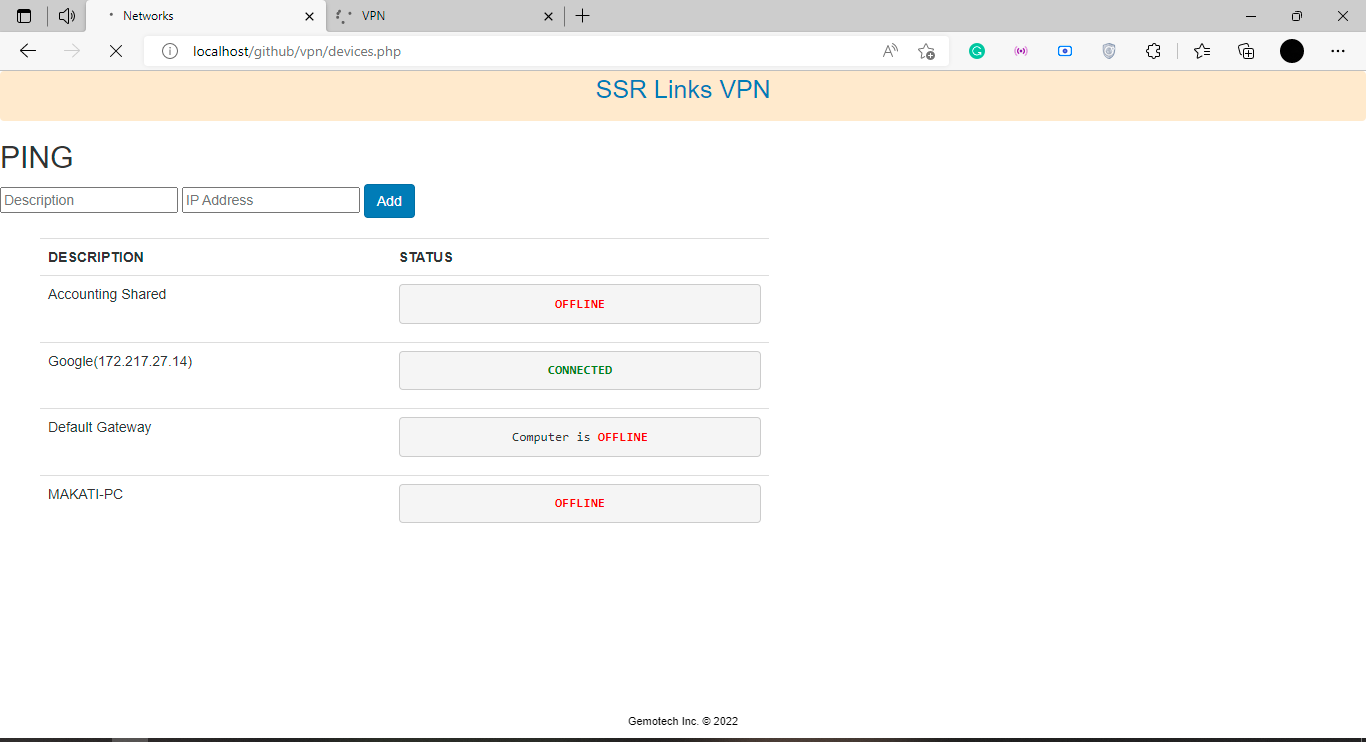 Networks
VPN
localhost/github/vpn/devices.php
SSR Links VPN
PING
Description IP Address Add
DESCRIPTION STATUS
Accounting Shared OFFLINE
Google(172.217.27.14) CONNECTED
Default Gateway Computer is OFFLINE
MAKATI-PC OFFLINE
Gemotech Inc. © 2022